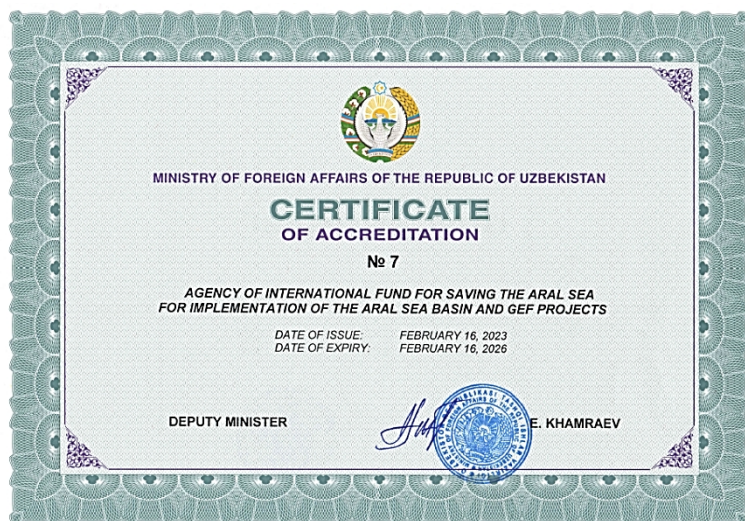 MINISTRY OF FOREIGN AFFAIRS OF THE REPUBLIC OF UZBEKISTAN
CERTIFICATE
OF ACCREDITATION
№ 7
AGENCY OF INTERNATIONAL FUND FOR SAVING THE ARAL SEA
FOR IMPLEMENTATION OF THE ARAL SEA BASIN AND GEF PROJECTS
DATE OF ISSUE: FEBRUARY 16, 2023
DATE OF EXPIRY: FEBRUARY 16, 2026
DEPUTY MINISTER E. KHAMRAEV